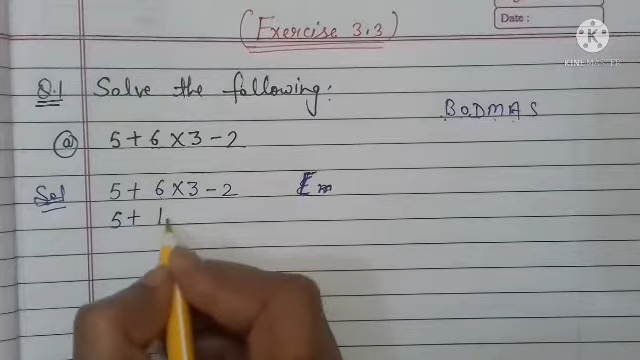 (Exercise 3.3)
Date :
K
KINEMASTER
Q.1 Solve the following:
BODMAS
(a) 5 + 6 × 3 - 2
Sol 5 + 6 × 3 - 2
5 + 1